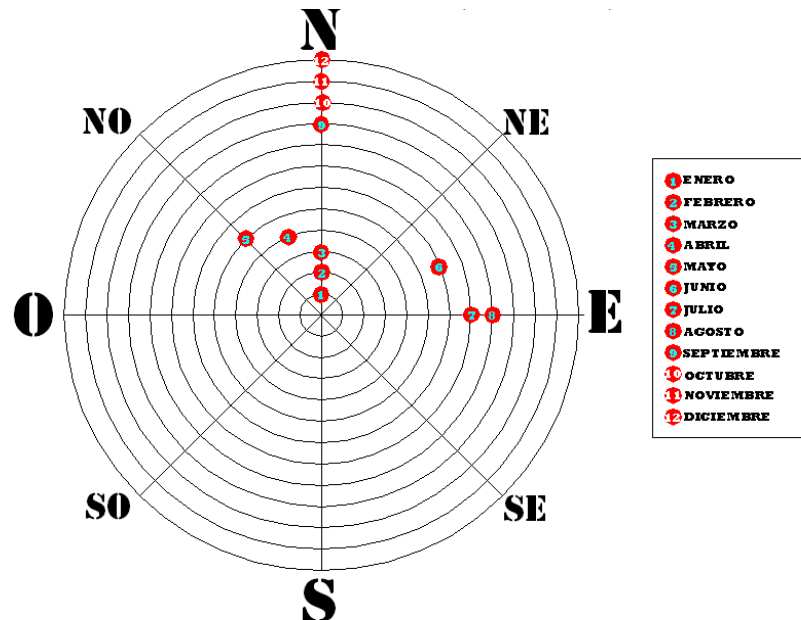 N
12
11
10
9
NO
NE
5
4
3
2
1
6
7
8
O
E
SO
SE
S
1 ENERO
2 FEBRERO
3 MARZO
4 ABRIL
5 MAYO
6 JUNIO
7 JULIO
8 AGOSTO
9 SEPTIEMBRE
10 OCTUBRE
11 NOVIEMBRE
12 DICIEMBRE